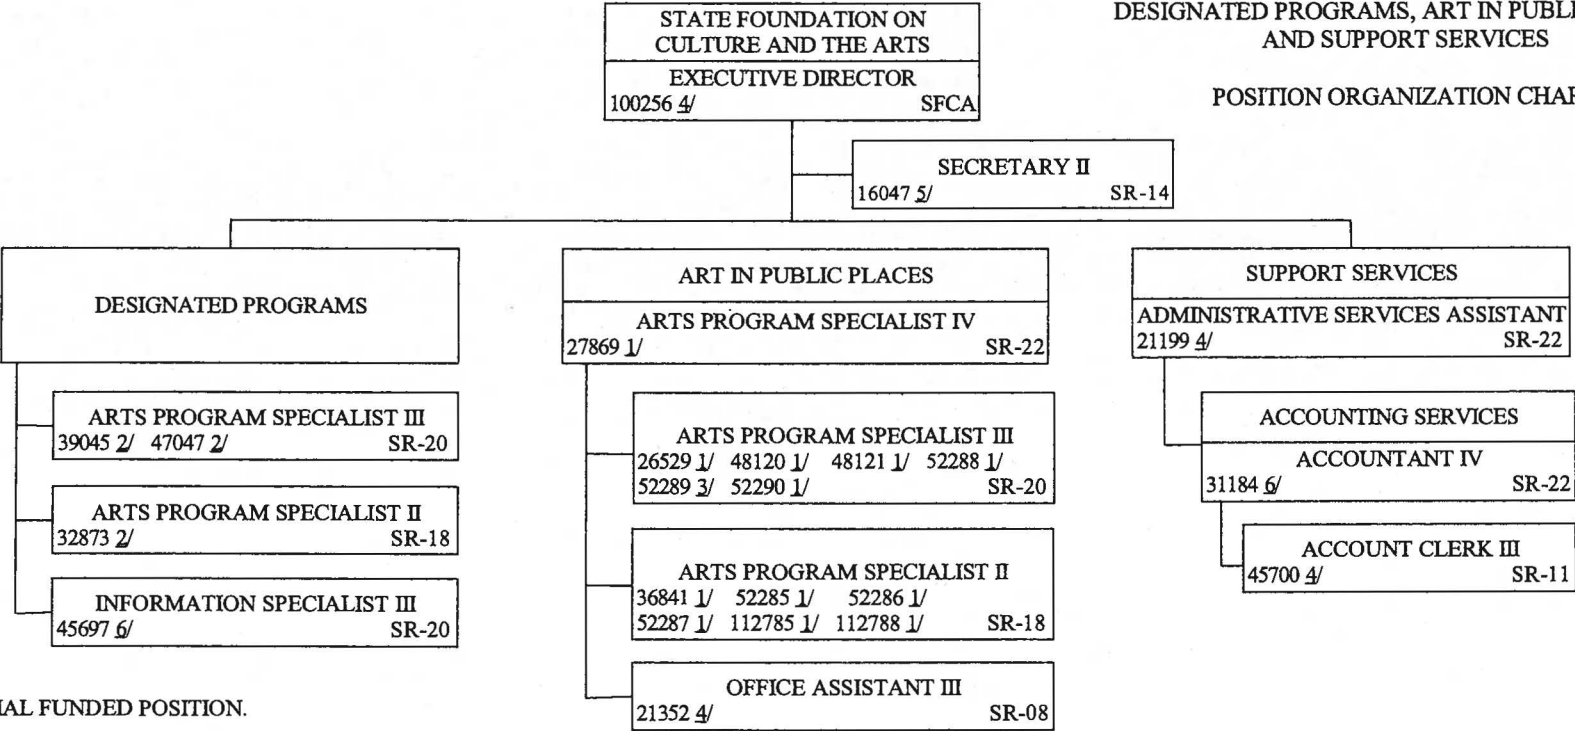 STATE FOUNDATION ON
CULTURE AND THE ARTS
EXECUTIVE DIRECTOR
100256 4/ SFCA
DESIGNATED PROGRAMS, ART IN PUBLI
AND SUPPORT SERVICES
POSITION ORGANIZATION CHAR
SECRETARY II
16047 5/ SR-14
DESIGNATED PROGRAMS
ARTS PROGRAM SPECIALIST III
39045 2/ 47047 2/ SR-20
ARTS PROGRAM SPECIALIST II
32873 2/ SR-18
INFORMATION SPECIALIST III
45697 6/ SR-20
ART IN PUBLIC PLACES
ARTS PROGRAM SPECIALIST IV
27869 1/ SR-22
ARTS PROGRAM SPECIALIST III
26529 1/ 48120 1/ 48121 1/ 52288 1/
52289 3/ 52290 1/ SR-20
ARTS PROGRAM SPECIALIST II
36841 1/ 52285 1/ 52286 1/
52287 1/ 112785 1/ 112788 1/ SR-18
OFFICE ASSISTANT III
21352 4/ SR-08
SUPPORT SERVICES
ADMINISTRATIVE SERVICES ASSISTANT
21199 4/ SR-22
ACCOUNTING SERVICES
ACCOUNTANT IV
31184 6/ SR-22
ACCOUNT CLERK III
45700 4/ SR-11
IAL FUNDED POSITION.